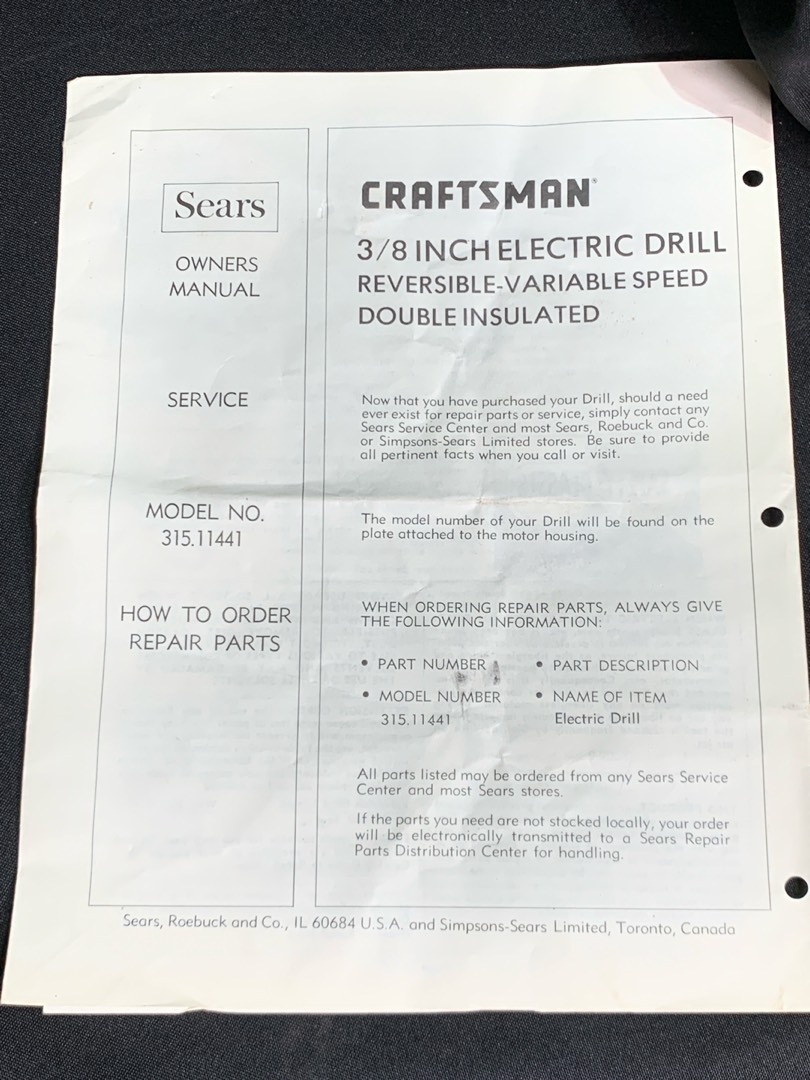 Sears
OWNERS
MANUAL
CRAFTSMAN®
3/8 INCH ELECTRIC DRILL
REVERSIBLE-VARIABLE SPEED
DOUBLE INSULATED
SERVICE
Now that you have purchased your Drill, should a need
ever exist for repair parts or service, simply contact any
Sears Service Center and most Sears, Roebuck and Co.
or Simpsons-Sears Limited stores. Be sure to provide
all pertinent facts when you call or visit.
MODEL NO.
315.11441
The model number of your Drill will be found on the
plate attached to the motor housing.
HOW TO ORDER
REPAIR PARTS
WHEN ORDERING REPAIR PARTS, ALWAYS GIVE
THE FOLLOWING INFORMATION:
• PART NUMBER
• PART DESCRIPTION
• MODEL NUMBER
315.11441
• NAME OF ITEM
Electric Drill
All parts listed may be ordered from any Sears Service
Center and most Sears stores.
If the parts you need are not stocked locally, your order
will be electronically transmitted to a Sears Repair
Parts Distribution Center for handling.
Sears, Roebuck and Co., IL 60684 U.S.A. and Simpsons-Sears Limited, Toronto, Canada